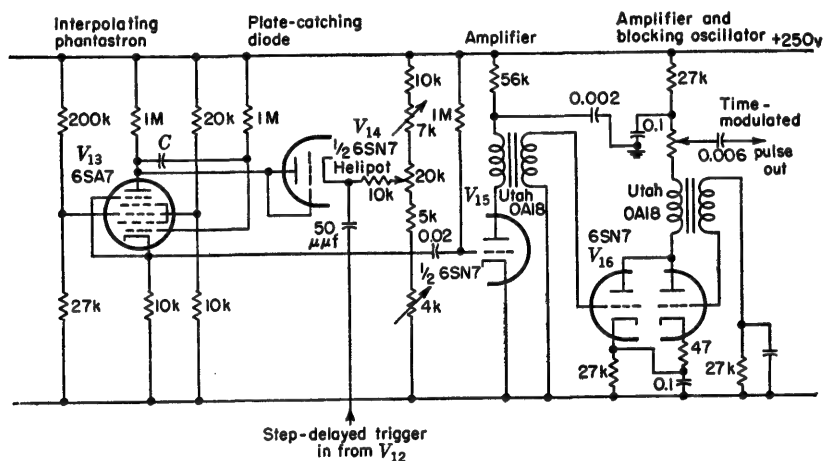 Interpolating
phantastron
Plate-catching
diode
Amplifier
Amplifier and
blocking oscillator
+250v
200k
1M
20k
1M
10k
7k
1M
56k
0.002
27k
0.1
Time-
modulated
0.006
pulse
out
C
V14
1/2 6SN7
Helipot
10k
20k
V13
6SA7
V15
Utah
0A18
Utah
0A18
5k
50
μμf
0.02
1/2 6SN7
6SN7
V16
27k
10k
10k
4k
27k
47
0.1
27k
Step-delayed trigger
in from V12